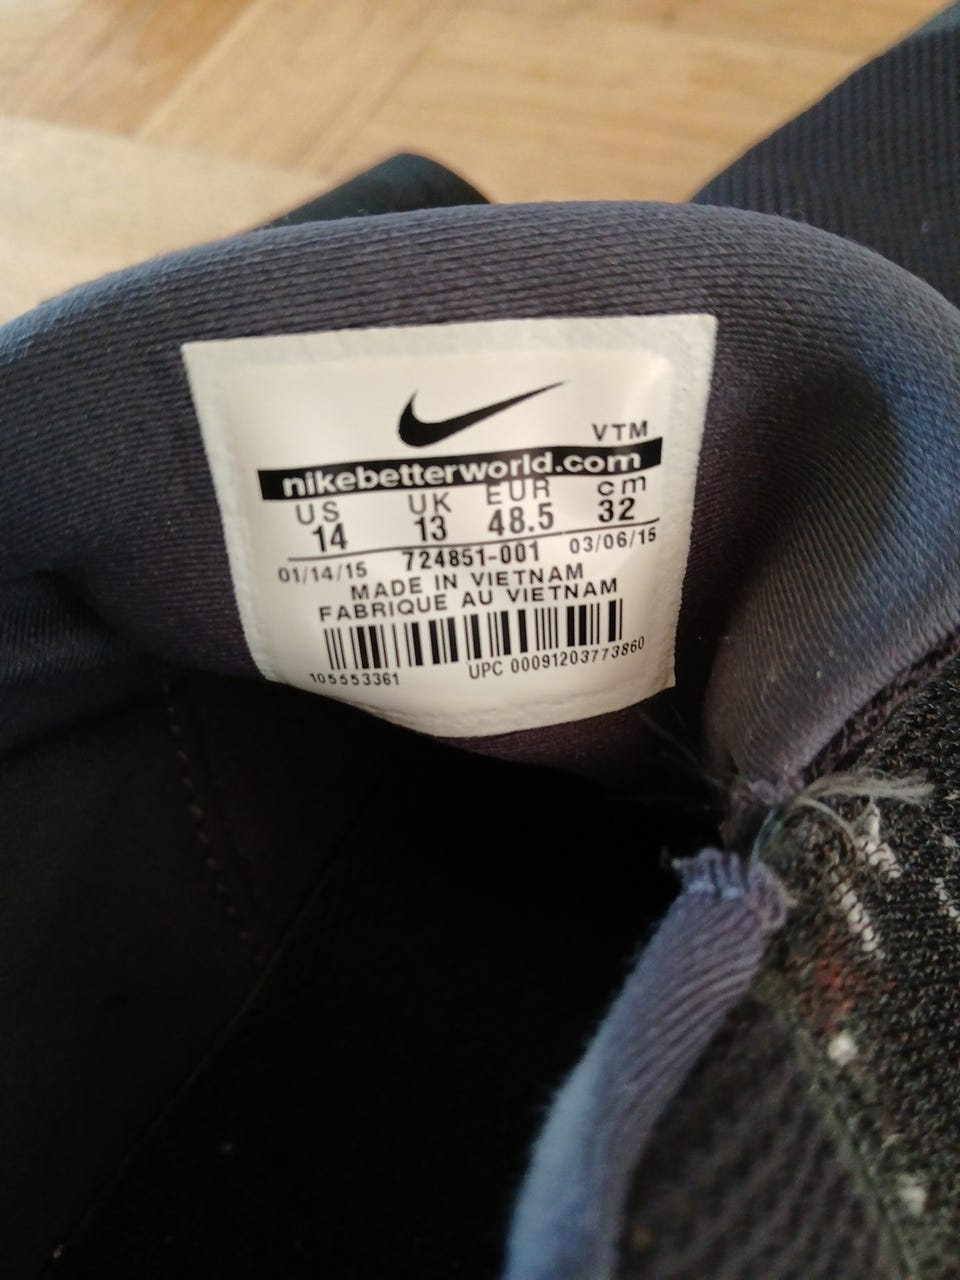 VTM
nikebetterworld.com
US UK EUR cm
14 13 48.5 32
01/14/15 724851-001 03/06/15
MADE IN VIETNAM
FABRIQUE AU VIETNAM
105553361 UPC 00091203773860